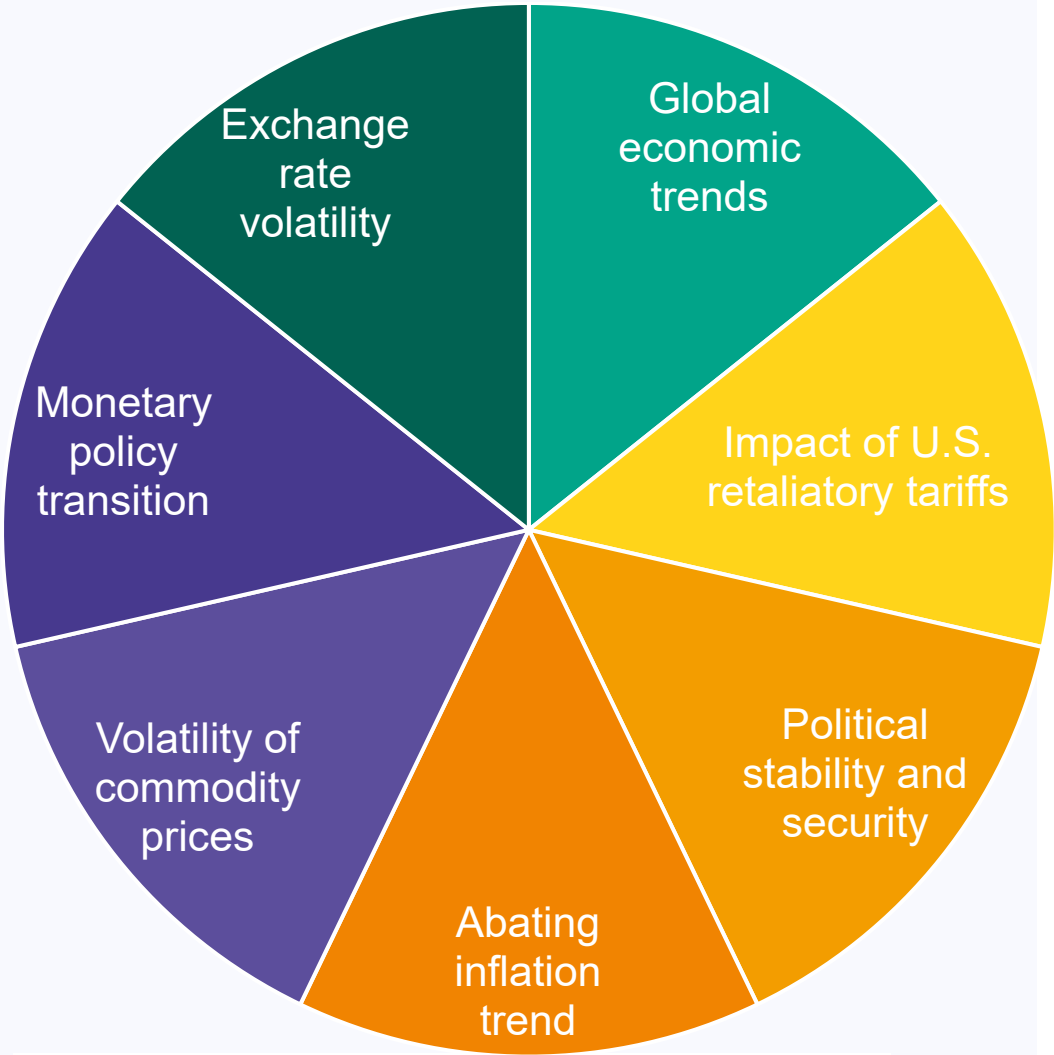 Global
economic
trends
Impact of U.S.
retaliatory tariffs
Political
stability and
security
Abating
inflation
trend
Volatility of
commodity
prices
Monetary
policy
transition
Exchange
rate
volatility